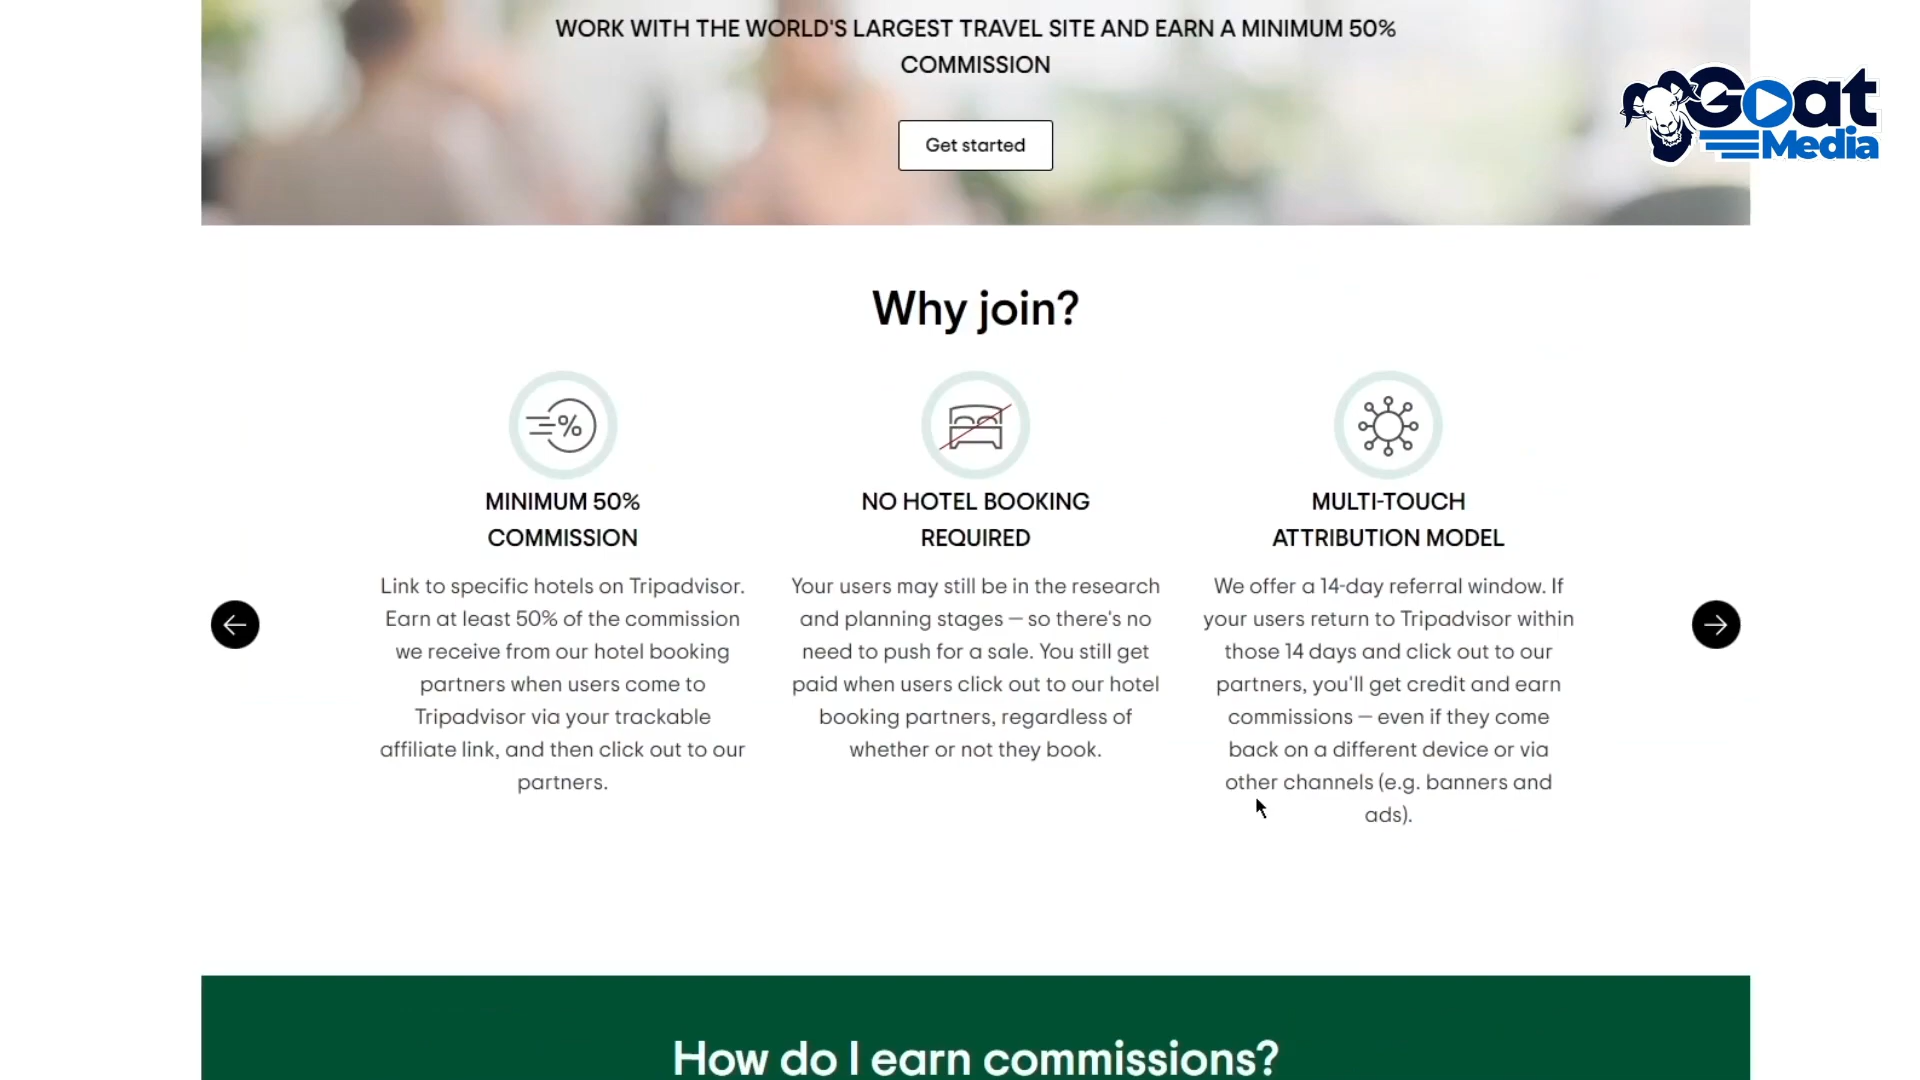 WORK WITH THE WORLD'S LARGEST TRAVEL SITE AND EARN A MINIMUM 50%
COMMISSION
Get started
Goat
Media
Why join?
%
MINIMUM 50%
COMMISSION
Link to specific hotels on Tripadvisor.
Earn at least 50% of the commission
we receive from our hotel booking
partners when users come to
Tripadvisor via your trackable
affiliate link, and then click out to our
partners.
NO HOTEL BOOKING
REQUIRED
Your users may still be in the research
and planning stages — so there's no
need to push for a sale. You still get
paid when users click out to our hotel
booking partners, regardless of
whether or not they book.
MULTI-TOUCH
ATTRIBUTION MODEL
We offer a 14-day referral window. If
your users return to Tripadvisor within
those 14 days and click out to our
partners, you'll get credit and earn
commissions — even if they come
back on a different device or via
other channels (e.g. banners and
ads).
How do I earn commissions?